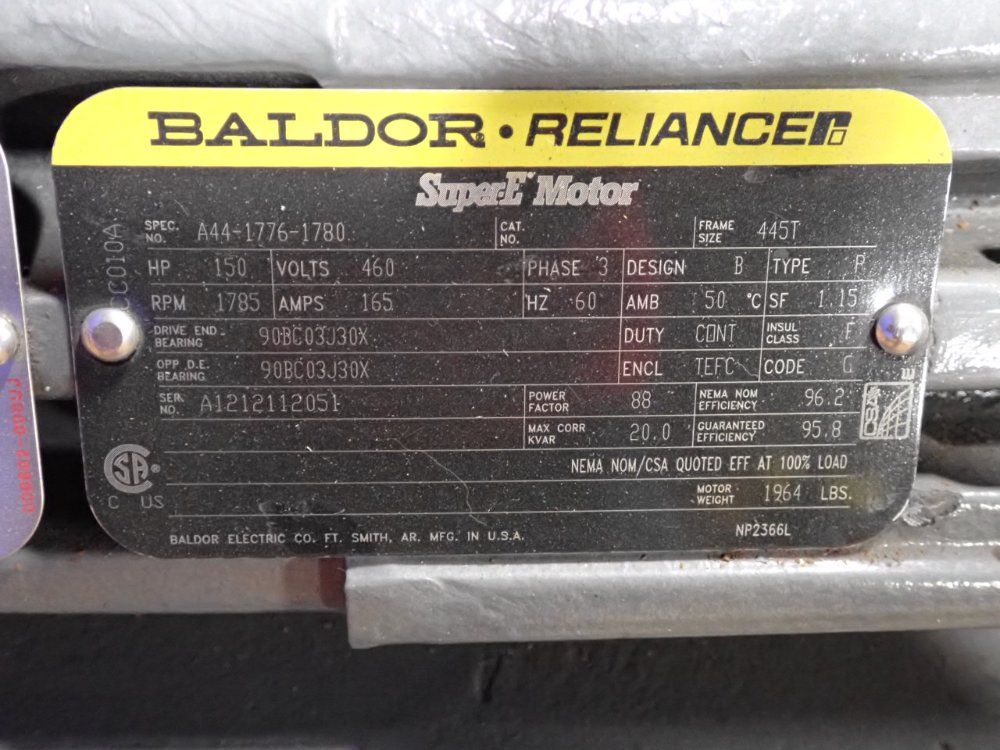 BALDOR · RELIANCE
Super-E Motor
SPEC. NO. A44-1776-1780 CAT. NO. FRAME SIZE 445T
HP 150 VOLTS 460 PHASE 3 DESIGN B TYPE P
RPM 1785 AMPS 165 HZ 60 AMB 50 °C SF 1.15
DRIVE END BEARING 90BC03J30X DUTY CONT INSUL CLASS F
OPP D.E. BEARING 90BC03J30X ENCL TEFC CODE G
SER. NO. A1212112051 POWER FACTOR 88 NEMA NOM EFFICIENCY 96.2
MAX CORR KVAR 20.0 GUARANTEED EFFICIENCY 95.8
NEMA NOM/CSA QUOTED EFF AT 100% LOAD
MOTOR WEIGHT 1964 LBS.
BALDOR ELECTRIC CO. FT. SMITH, AR. MFG. IN U.S.A. NP2366L
CC010A
SA®
C US
CSA
E